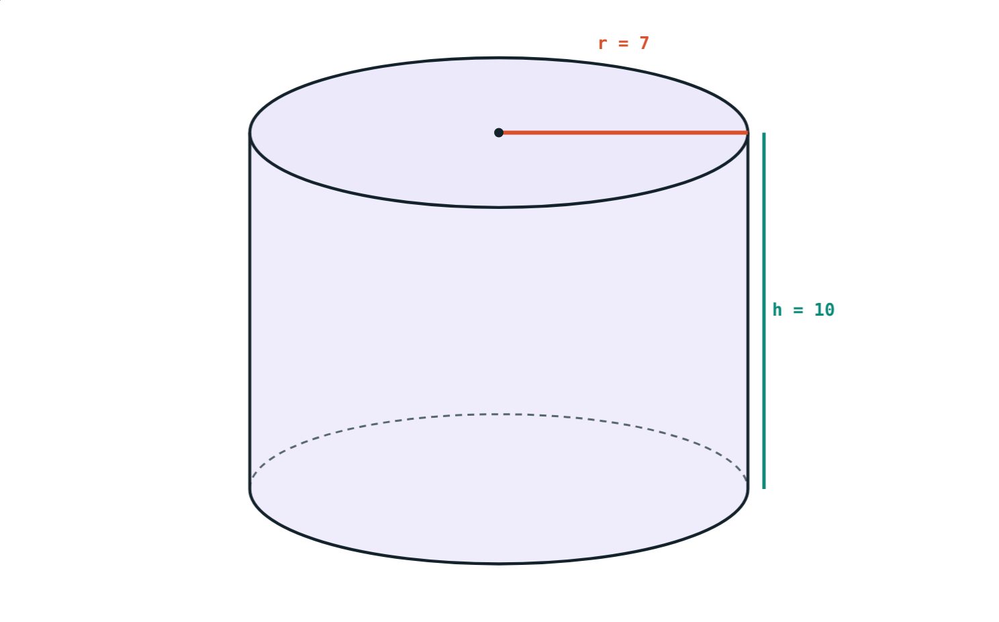 r = 7
h = 10